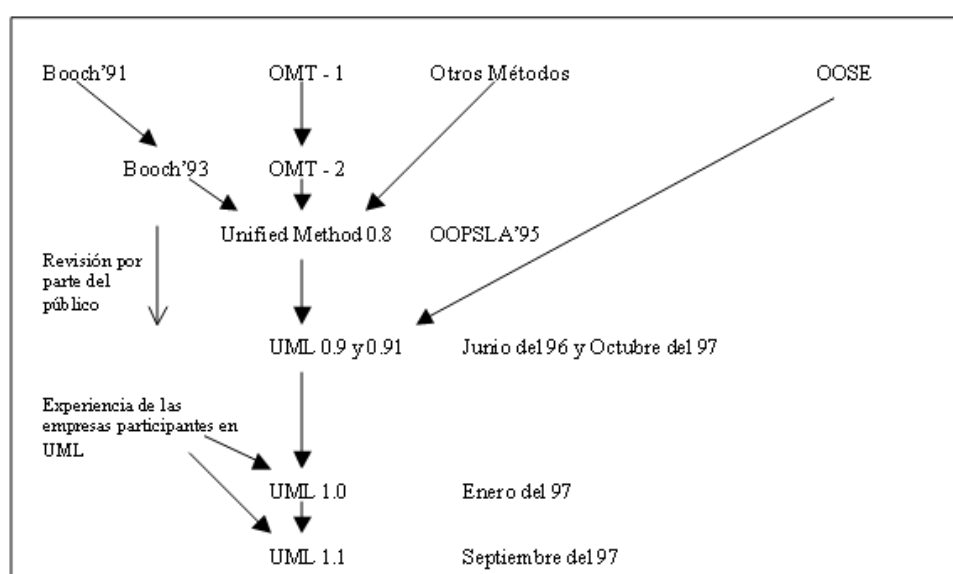 Booch'91 OMT - 1 Otros Métodos OOSE
Booch'93 OMT - 2
Unified Method 0.8 OOPSLA'95
Revisión por
parte del
público
UML 0.9 y 0.91 Junio del 96 y Octubre del 97
Experiencia de las
empresas participantes en
UML
UML 1.0 Enero del 97
UML 1.1 Septiembre del 97